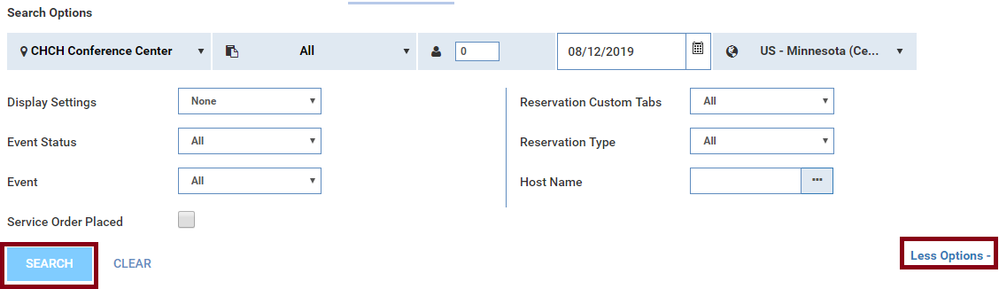 Search Options
CHCH Conference Center All 0 08/12/2019 US - Minnesota (Ce...
Display Settings None Reservation Custom Tabs All
Event Status All Reservation Type All
Event All Host Name ...
Service Order Placed
SEARCH CLEAR Less Options -